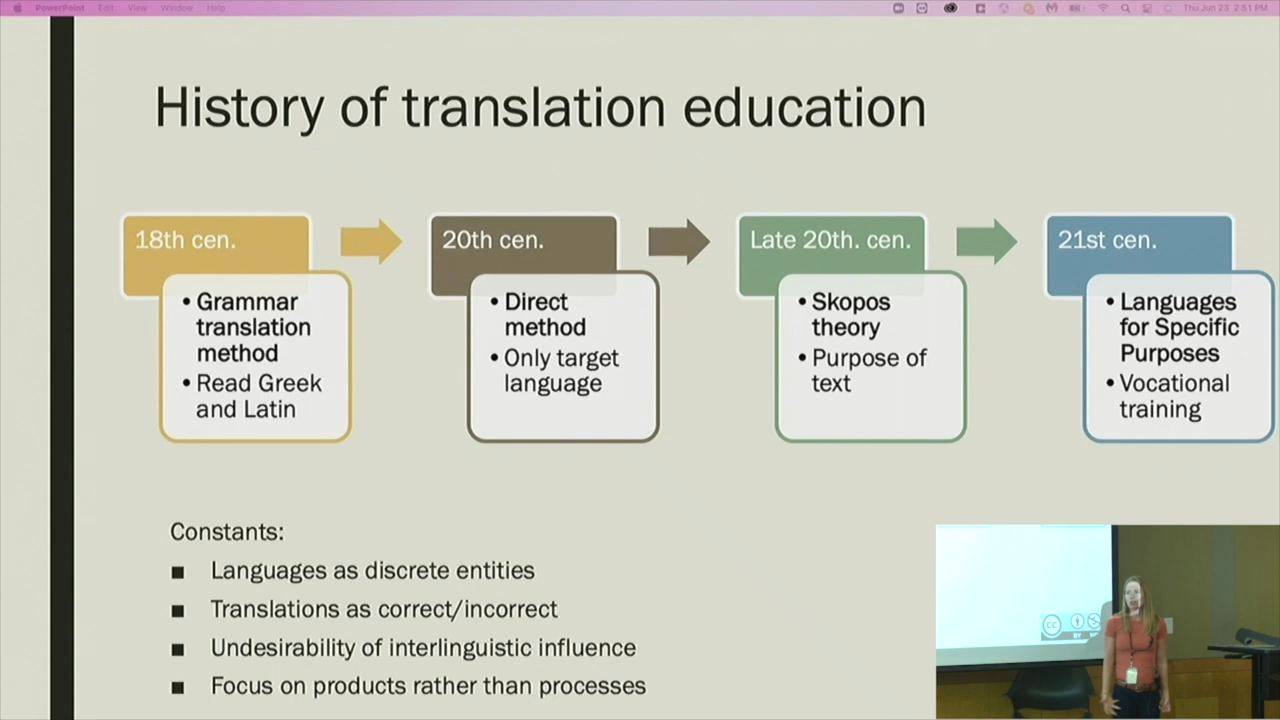 PowerPoint Edit View Window Help
Thu Jun 23 2:51 PM
History of translation education
18th cen.
• Grammar
translation
method
• Read Greek
and Latin
20th cen.
• Direct
method
• Only target
language
Late 20th. cen.
• Skopos
theory
• Purpose of
text
21st cen.
• Languages
for Specific
Purposes
• Vocational
training
Constants:
■ Languages as discrete entities
■ Translations as correct/incorrect
■ Undesirability of interlinguistic influence
■ Focus on products rather than processes
CC
BY